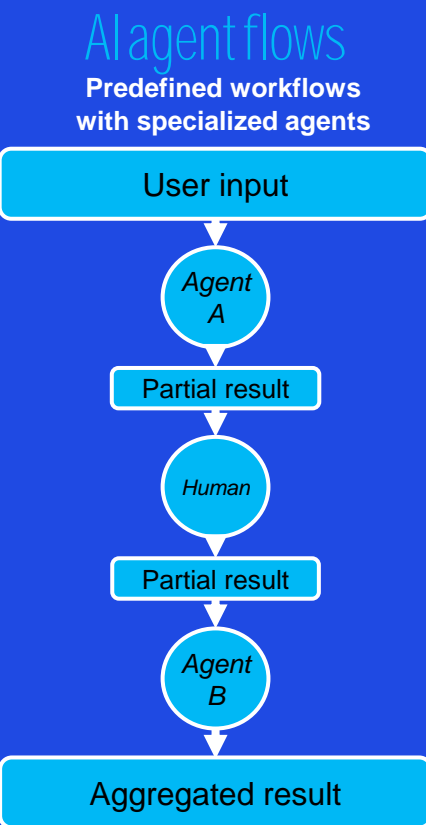 AI agent flows
Predefined workflows
with specialized agents
User input
Agent
A
Partial result
Human
Partial result
Agent
B
Aggregated result